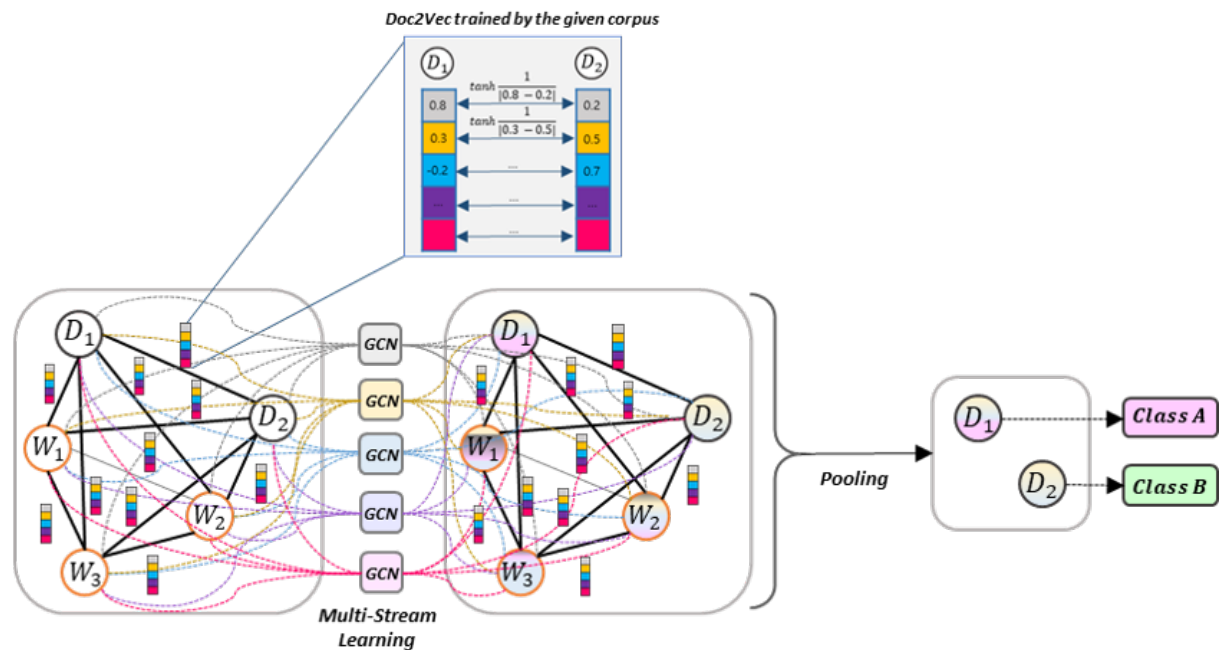 Doc2Vec trained by the given corpus
D1 D2
0.8 tanh 1/|0.8 − 0.2| 0.2
0.3 tanh 1/|0.3 − 0.5| 0.5
-0.2 ... 0.7
... ... ...
...
D1
D2
W1
W2
W3
GCN
GCN
GCN
GCN
GCN
Multi-Stream
Learning
D1
D2
W1
W2
W3
Pooling
D1
D2
Class A
Class B